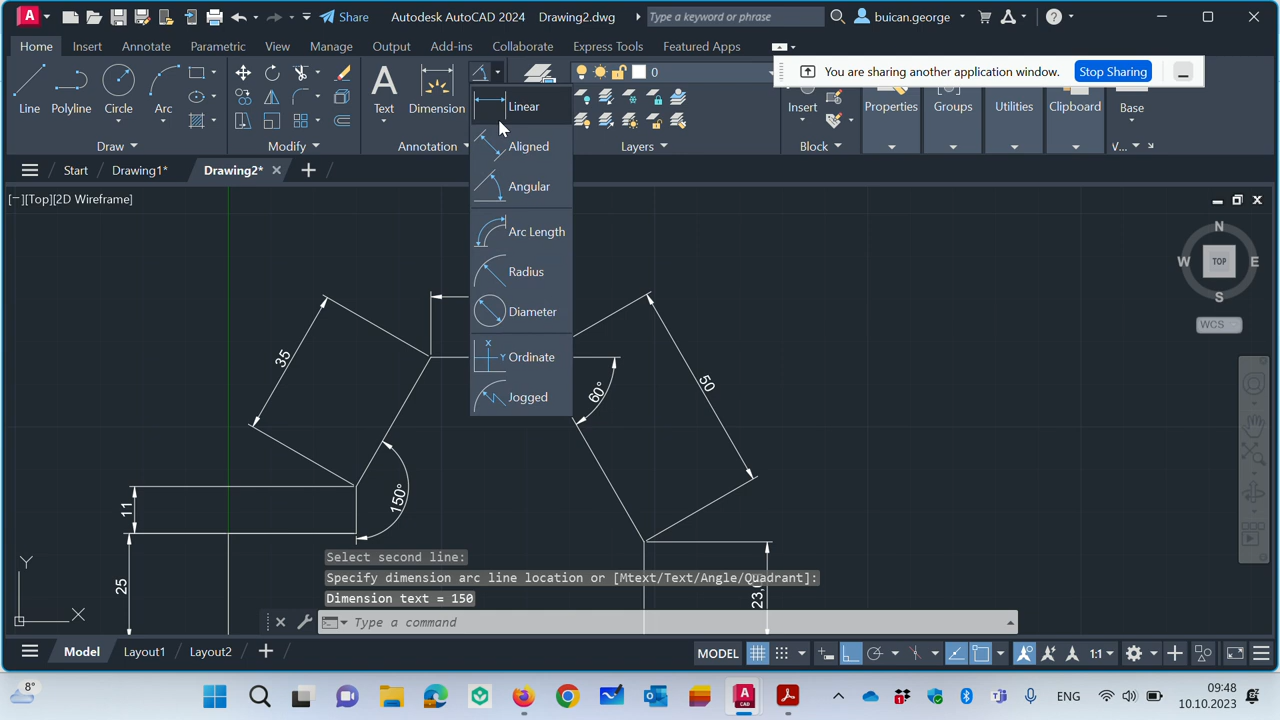 A CAD Share Autodesk AutoCAD 2024 Drawing2.dwg Type a keyword or phrase buican.george
Home Insert Annotate Parametric View Manage Output Add-ins Collaborate Express Tools Featured Apps
You are sharing another application window. Stop Sharing
0
Line Polyline Circle Arc Text Dimension Insert Properties Groups Utilities Clipboard Base
Draw Modify Annotation Layers Block V...
Linear
Aligned
Angular
Arc Length
Radius
Diameter
X
Y Ordinate
Jogged
Start Drawing1* Drawing2*
[−][Top][2D Wireframe]
N
W TOP E
S
WCS
35
50
60°
150°
11
25
23,
Y
X
Select second line:
Specify dimension arc line location or [Mtext/Text/Angle/Quadrant]:
Dimension text = 150
Type a command
Model Layout1 Layout2 MODEL 1:1
8°
A CAD
ENG
09:48
10.10.2023